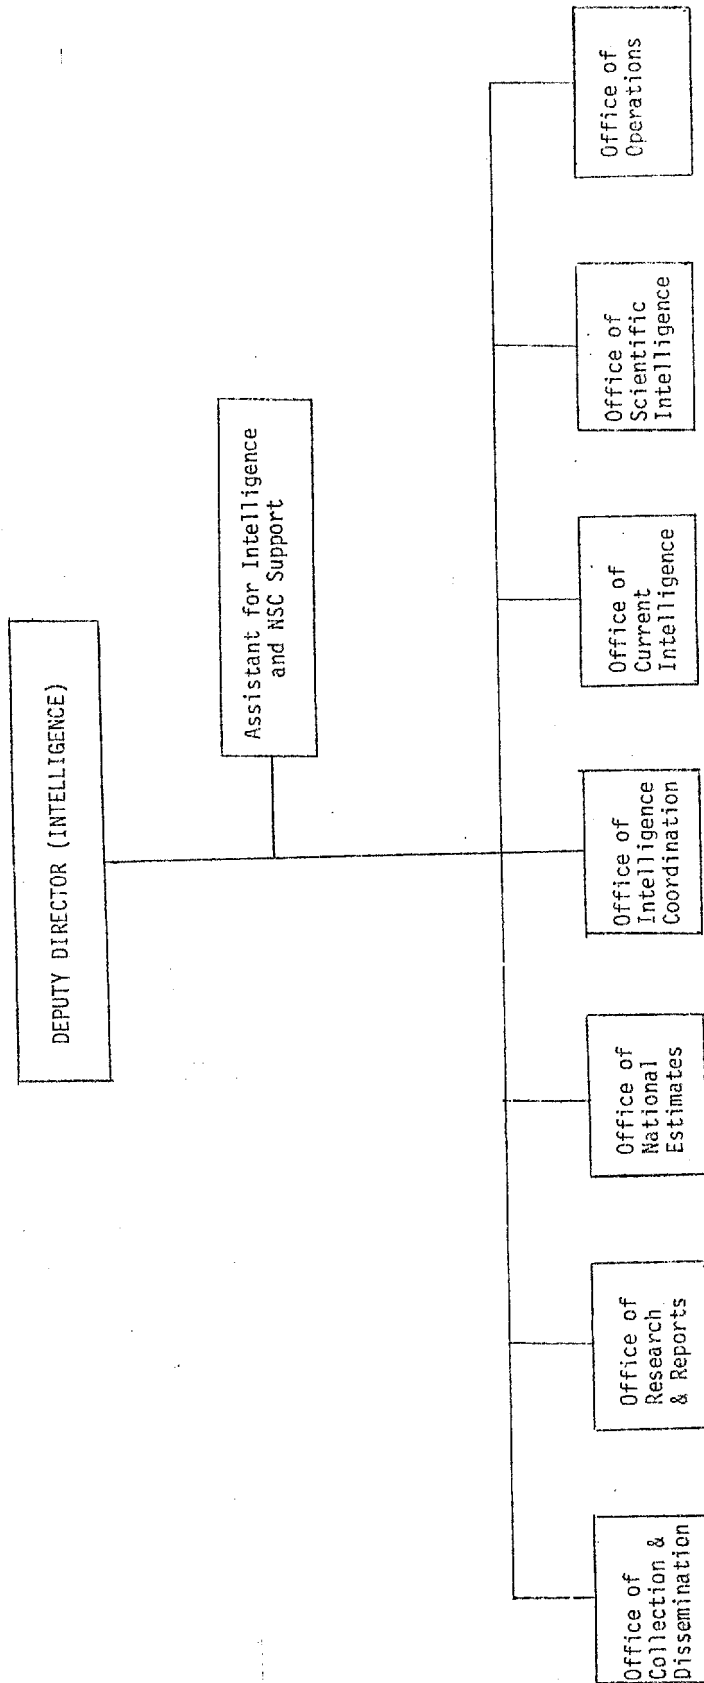 DEPUTY DIRECTOR (INTELLIGENCE)
Assistant for Intelligence
and NSC Support
Office of
Collection &
Dissemination
Office of
Research
& Reports
Office of
National
Estimates
Office of
Intelligence
Coordination
Office of
Current
Intelligence
Office of
Scientific
Intelligence
Office of
Operations